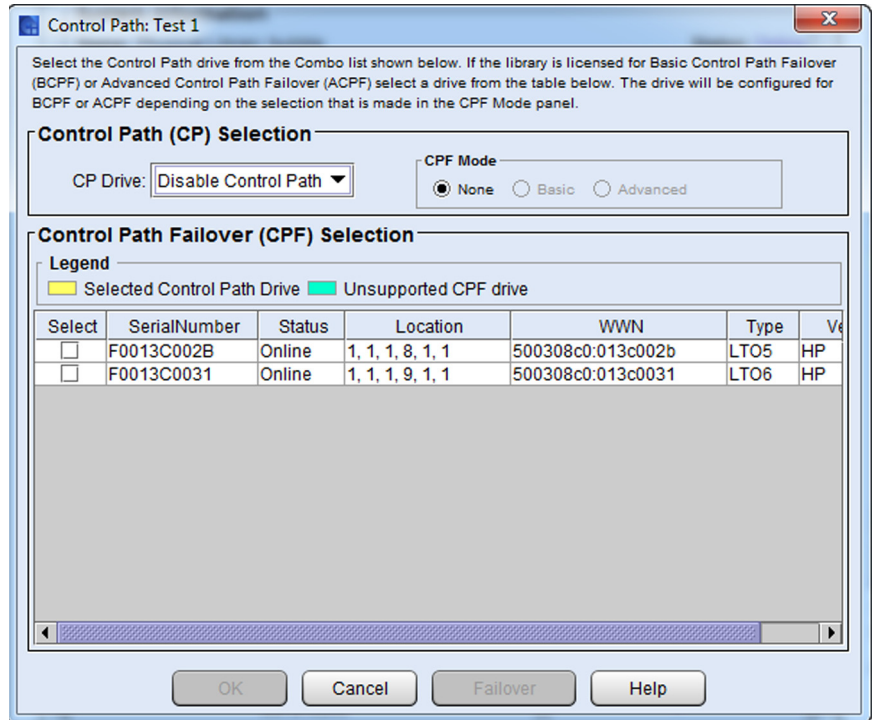 Control Path: Test 1
Select the Control Path drive from the Combo list shown below. If the library is licensed for Basic Control Path Failover
(BCPF) or Advanced Control Path Failover (ACPF) select a drive from the table below. The drive will be configured for
BCPF or ACPF depending on the selection that is made in the CPF Mode panel.
Control Path (CP) Selection
CP Drive: Disable Control Path
CPF Mode
None Basic Advanced
Control Path Failover (CPF) Selection
Legend
Selected Control Path Drive Unsupported CPF drive
Select SerialNumber Status Location WWN Type Ve
F0013C002B Online 1, 1, 1, 8, 1, 1 500308c0:013c002b LTO5 HP
F0013C0031 Online 1, 1, 1, 9, 1, 1 500308c0:013c0031 LTO6 HP
OK Cancel Failover Help